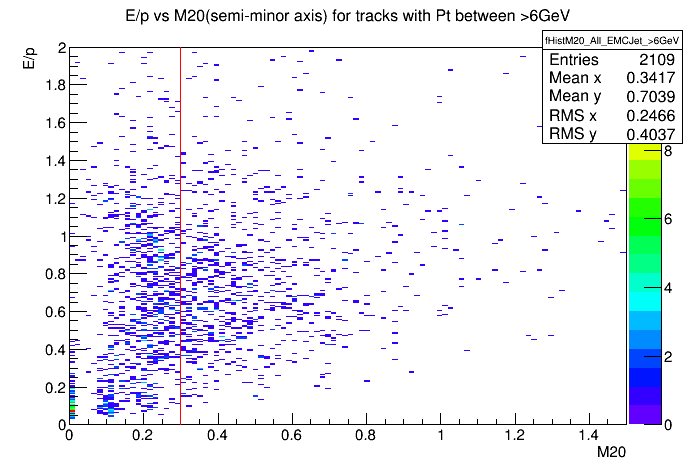 E/p vs M20(semi-minor axis) for tracks with Pt between >6GeV
fHistM20_All_EMCJet_>6GeV
Entries 2109
Mean x 0.3417
Mean y 0.7039
RMS x 0.2466
RMS y 0.4037
E/p
2
1.8
1.6
1.4
1.2
1
0.8
0.6
0.4
0.2
0
0 0.2 0.4 0.6 0.8 1 1.2 1.4
M20
8
6
4
2
0